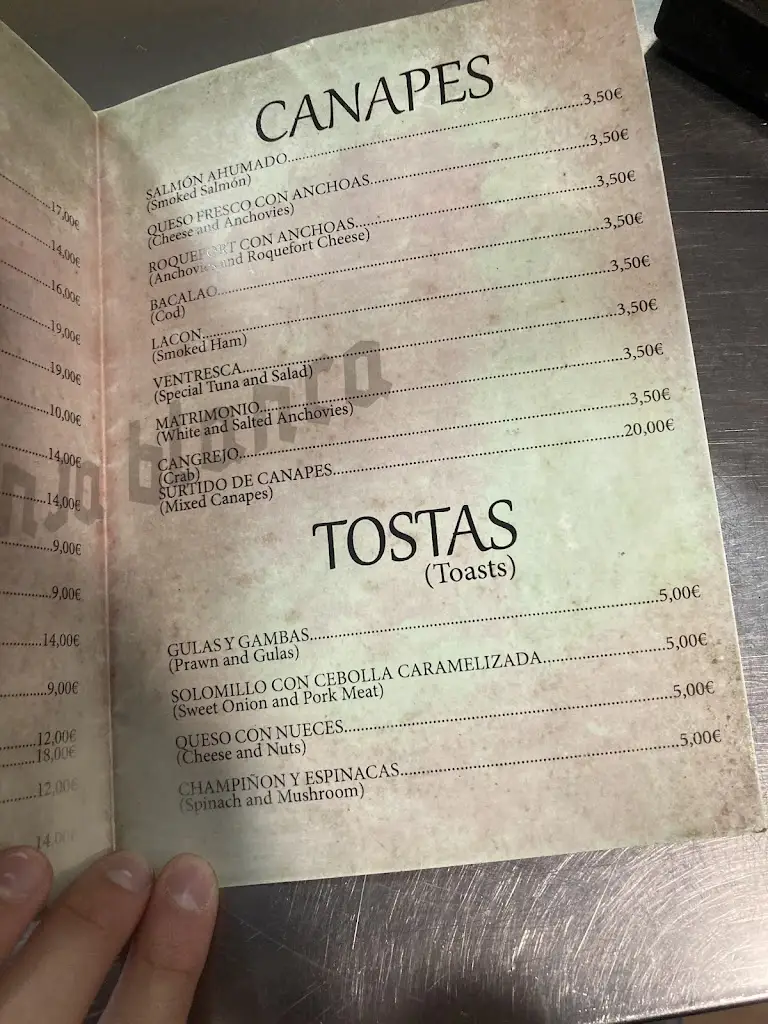 17,00€
14,00€
16,00€
19,00€
19,00€
10,00€
14,00€
14,00€
9,00€
9,00€
14,00€
9,00€
12,00€
18,00€
12,00€
14,00€
CANAPES
SALMÓN AHUMADO 3,50€
(Smoked Salmón)
QUESO FRESCO CON ANCHOAS 3,50€
(Cheese and Anchovies)
ROQUEFORT CON ANCHOAS 3,50€
(Anchovies and Roquefort Cheese)
BACALAO 3,50€
(Cod)
LACON 3,50€
(Smoked Ham)
VENTRESCA 3,50€
(Special Tuna and Salad)
MATRIMONIO 3,50€
(White and Salted Anchovies)
CANGREJO 3,50€
(Crab)
SURTIDO DE CANAPES 20,00€
(Mixed Canapes)
TOSTAS
(Toasts)
GULAS Y GAMBAS 5,00€
(Prawn and Gulas)
SOLOMILLO CON CEBOLLA CARAMELIZADA 5,00€
(Sweet Onion and Pork Meat)
QUESO CON NUECES 5,00€
(Cheese and Nuts)
CHAMPIÑON Y ESPINACAS 5,00€
(Spinach and Mushroom)